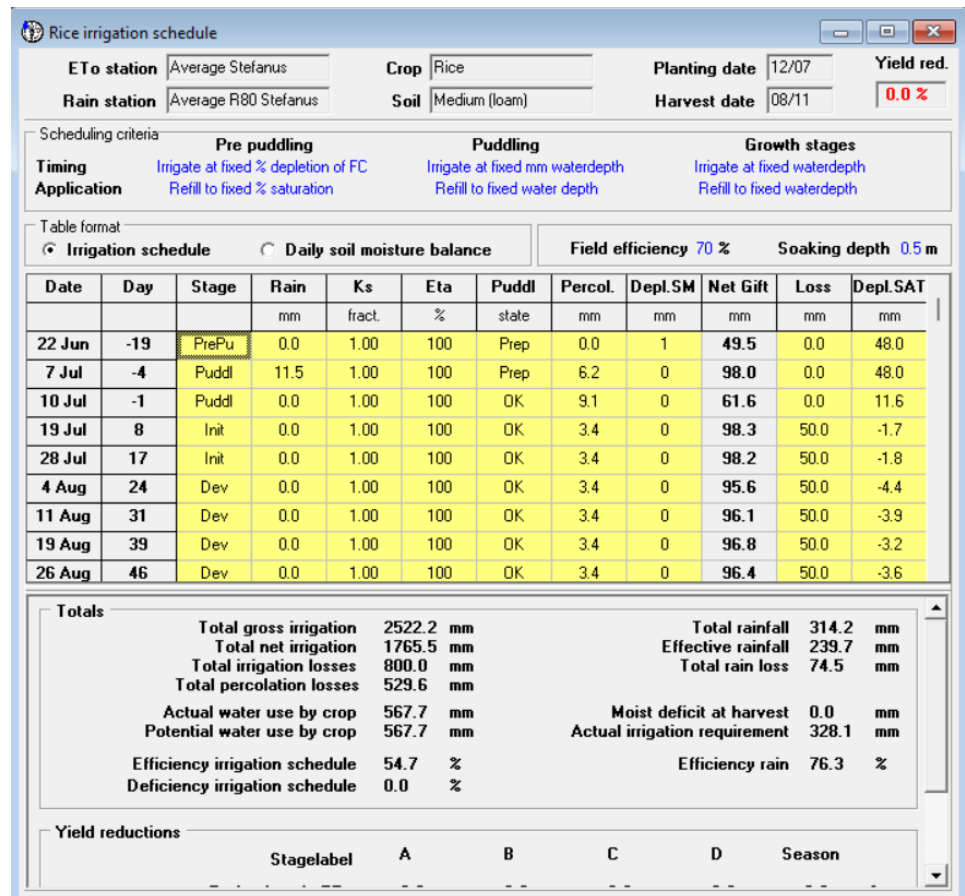 Rice irrigation schedule
ETo station Average Stefanus Crop Rice Planting date 12/07 Yield red.
Rain station Average R80 Stefanus Soil Medium (loam) Harvest date 08/11 0.0 %
Scheduling criteria
Pre puddling Puddling Growth stages
Timing Irrigate at fixed % depletion of FC Irrigate at fixed mm waterdepth Irrigate at fixed waterdepth
Application Refill to fixed % saturation Refill to fixed water depth Refill to fixed waterdepth
Table format
Irrigation schedule Daily soil moisture balance Field efficiency 70 % Soaking depth 0.5 m
Date Day Stage Rain Ks Eta Puddl Percol. Depl.SM Net Gift Loss Depl.SAT
mm fract. % state mm mm mm mm mm
22 Jun -19 PrePu 0.0 1.00 100 Prep 0.0 1 49.5 0.0 48.0
7 Jul -4 Puddl 11.5 1.00 100 Prep 6.2 0 98.0 0.0 48.0
10 Jul -1 Puddl 0.0 1.00 100 OK 9.1 0 61.6 0.0 11.6
19 Jul 8 Init 0.0 1.00 100 OK 3.4 0 98.3 50.0 -1.7
28 Jul 17 Init 0.0 1.00 100 OK 3.4 0 98.2 50.0 -1.8
4 Aug 24 Dev 0.0 1.00 100 OK 3.4 0 95.6 50.0 -4.4
11 Aug 31 Dev 0.0 1.00 100 OK 3.4 0 96.1 50.0 -3.9
19 Aug 39 Dev 0.0 1.00 100 OK 3.4 0 96.8 50.0 -3.2
26 Aug 46 Dev 0.0 1.00 100 OK 3.4 0 96.4 50.0 -3.6
Totals
Total gross irrigation 2522.2 mm Total rainfall 314.2 mm
Total net irrigation 1765.5 mm Effective rainfall 239.7 mm
Total irrigation losses 800.0 mm Total rain loss 74.5 mm
Total percolation losses 529.6 mm
Actual water use by crop 567.7 mm Moist deficit at harvest 0.0 mm
Potential water use by crop 567.7 mm Actual irrigation requirement 328.1 mm
Efficiency irrigation schedule 54.7 % Efficiency rain 76.3 %
Deficiency irrigation schedule 0.0 %
Yield reductions
Stagelabel A B C D Season